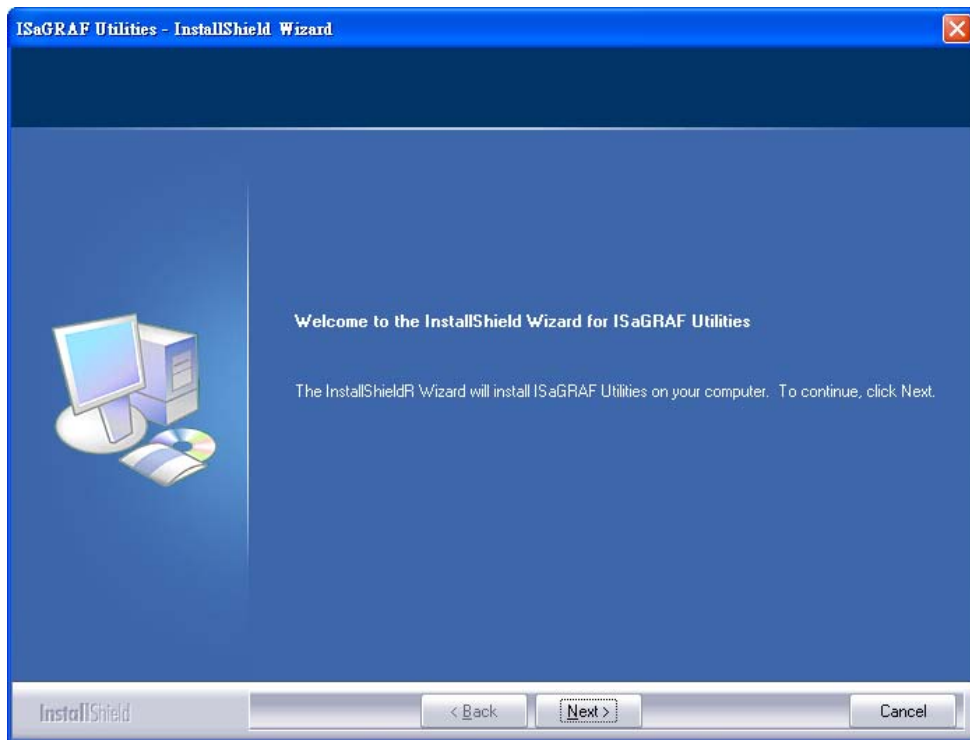 ISaGRAF Utilities - InstallShield Wizard
Welcome to the InstallShield Wizard for ISaGRAF Utilities
The InstallShieldR Wizard will install ISaGRAF Utilities on your computer. To continue, click Next.
InstallShield
< Back
Next >
Cancel